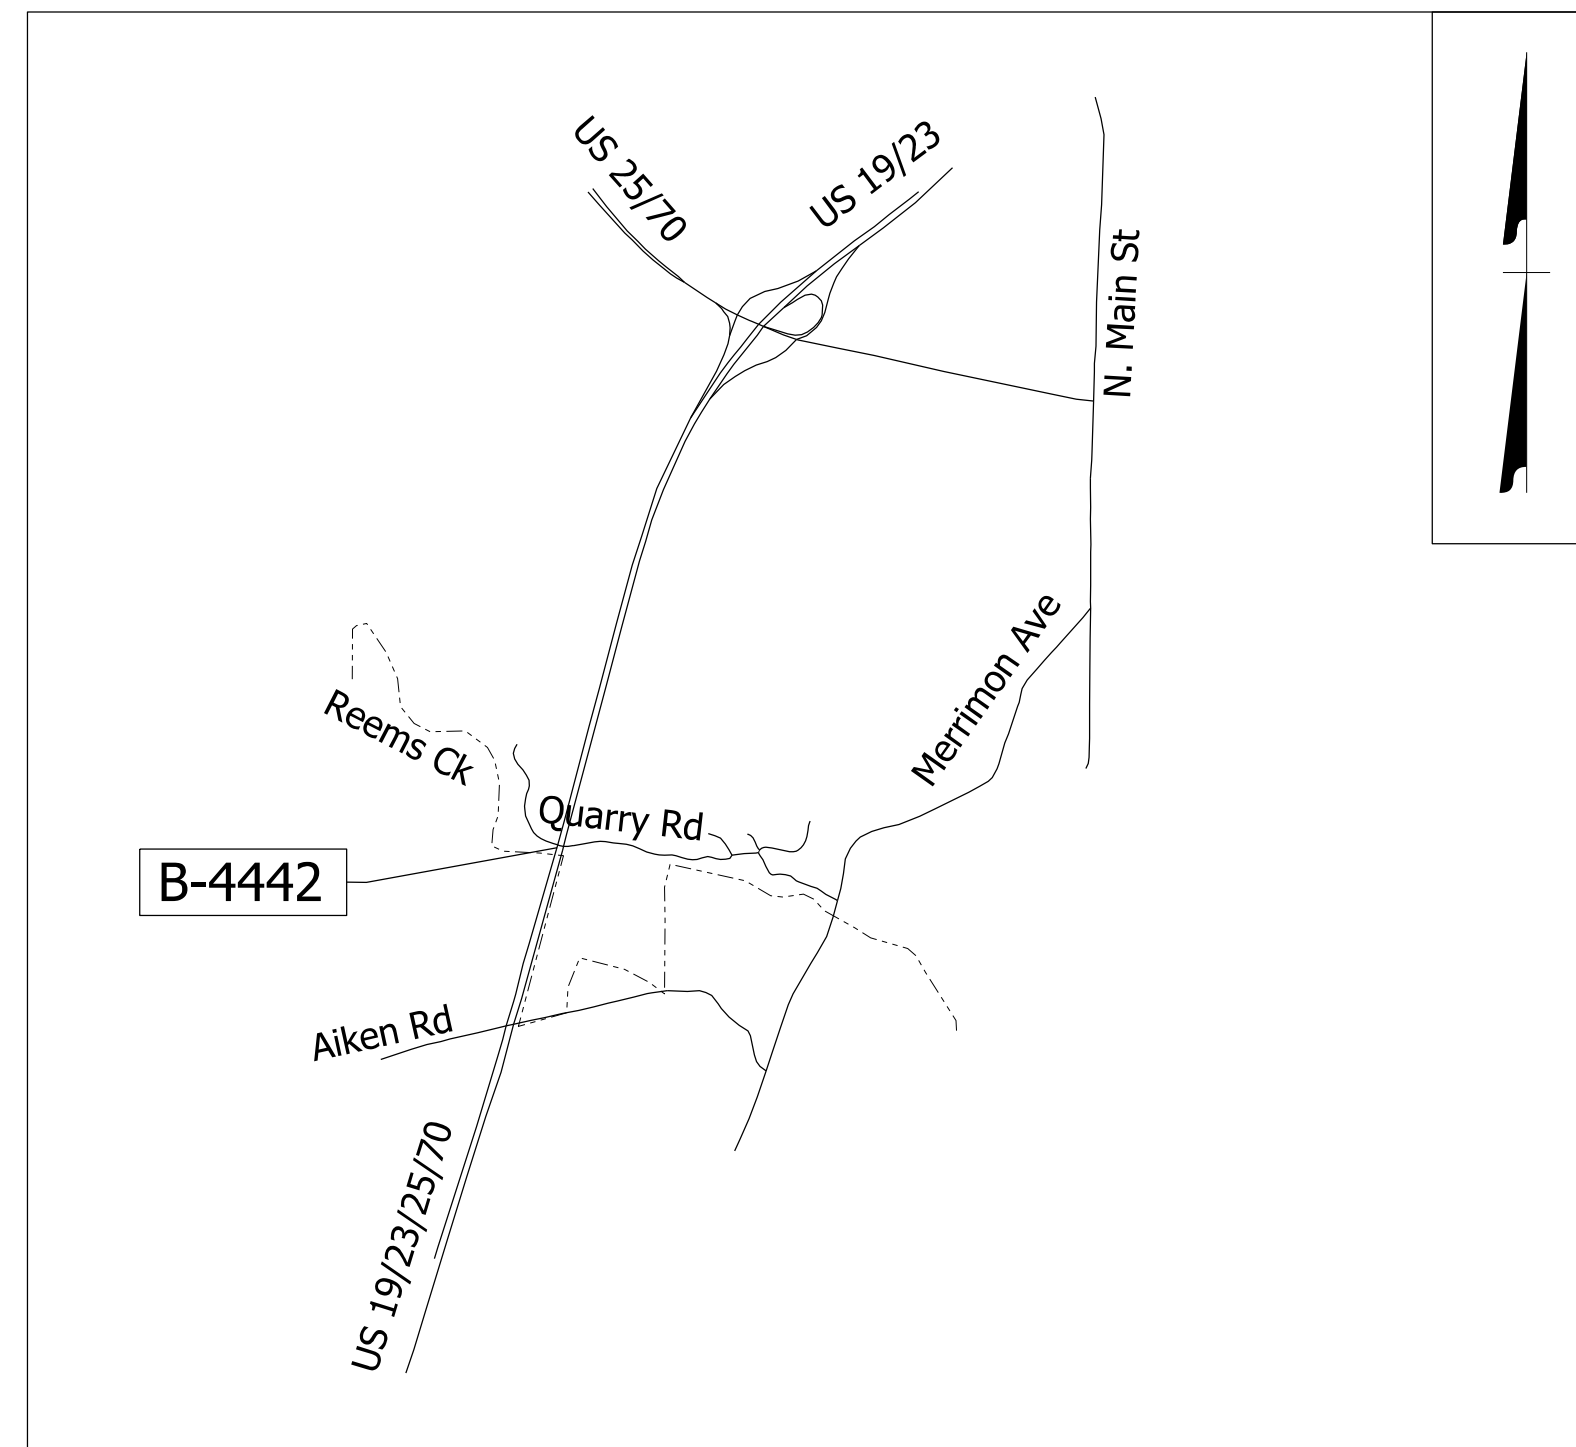 US 25/70
US 19/23
N. Main St
Merrimon Ave
Reems Ck
Quarry Rd
B-4442
Aiken Rd
US 19/23/25/70